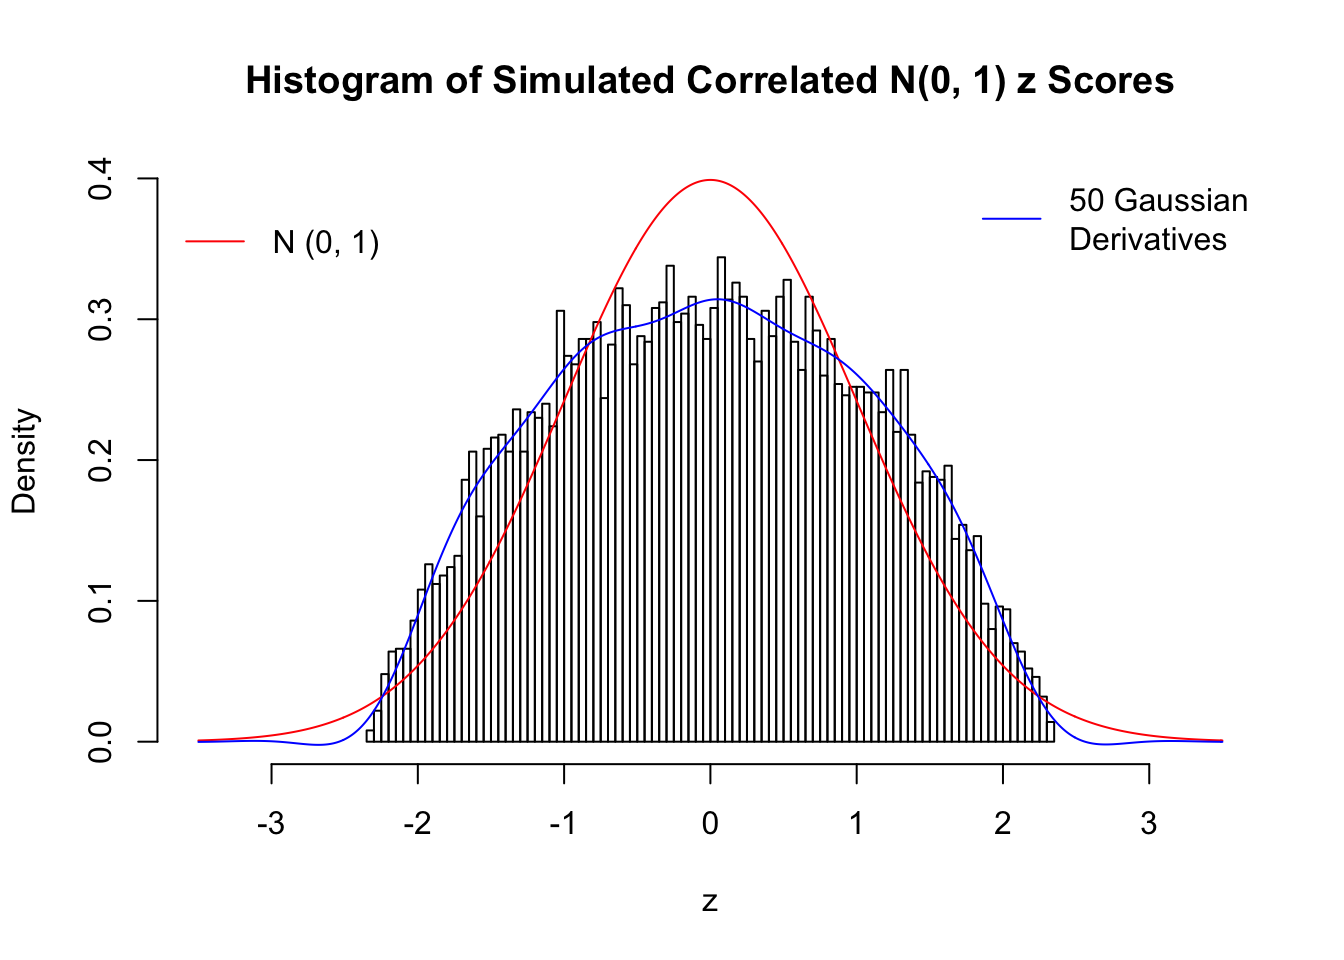 Histogram of Simulated Correlated N(0, 1) z Scores
0.4
0.3
0.2
0.1
0.0
Density
N (0, 1)
50 Gaussian
Derivatives
-3 -2 -1 0 1 2 3
z